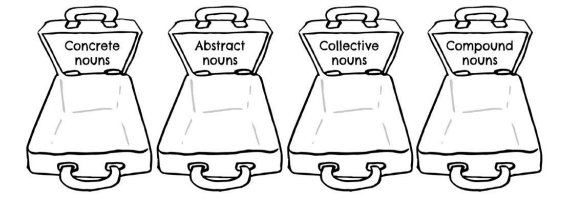 Concrete
nouns
Abstract
nouns
Collective
nouns
Compound
nouns